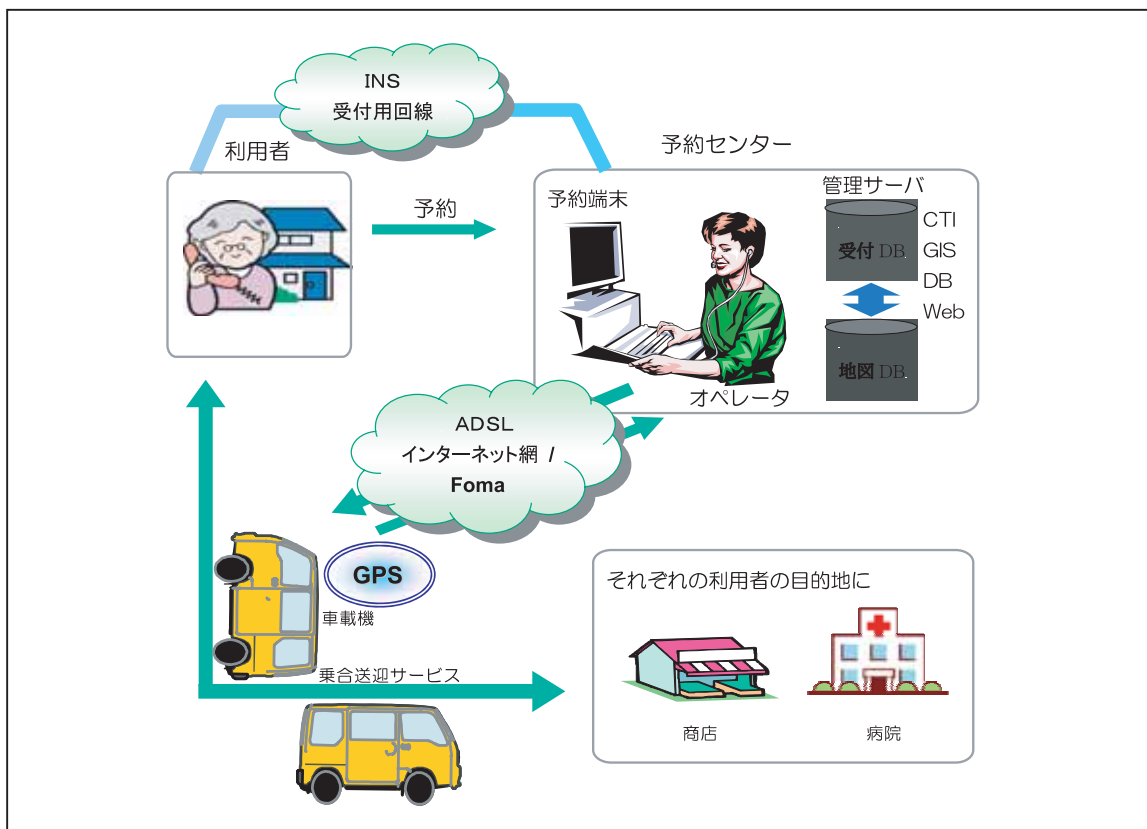 INS
受付用回線
利用者
予約センター
予約
予約端末
管理サーバ
受付 DB
CTI
GIS
DB
Web
地図 DB
オペレータ
ADSL
インターネット網 /
Foma
GPS
車載機
乗合送迎サービス
それぞれの利用者の目的地に
商店
病院